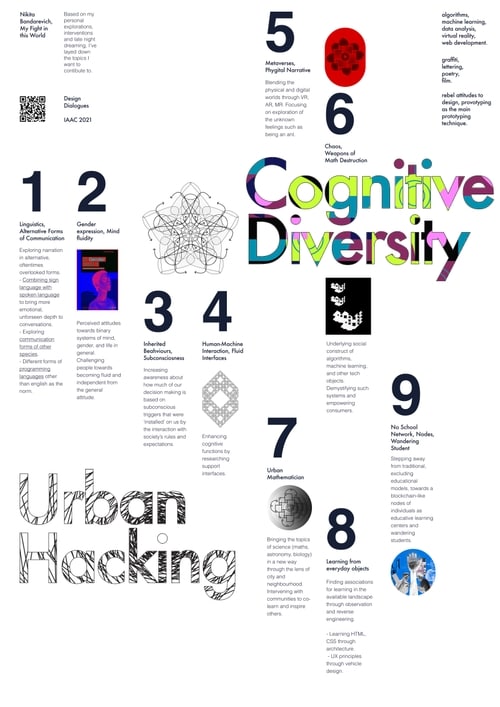 Nikita
Bondarevich,
My Fight in
this World
Based on my
personal
explorations,
interventions
and late night
dreaming, I've
layed down
the topics I
want to
contibute to.
Design
Dialogues
IAAC 2021
5
Metaverses,
Phygital Narrative
Blending the
physical and digital
worlds through VR,
AR, MR. Focusing
on exploration of
the unknown
feelings such as
being an ant.
algorithms,
machine learning,
data analysis,
virtual reality,
web development.
graffiti,
lettering,
poetry,
film.
rebel attitudes to
design, provotyping
as the main
prototyping
technique.
6
Chaos,
Weapons of
Math Destruction
Cognitive
Diversity
1
Linguistics,
Alternative Forms
of Communication
Exploring narration
in alternative,
oftentimes
overlooked forms.
- Combining sign
language with
spoken language
to bring more
emotional,
unforseen depth to
conversations.
- Exploring
communication
forms of other
species.
- Different forms of
programming
languages other
then english as the
norm.
2
Gender
expression, Mind
fluidity
Perceived attitudes
towards binary
systems of mind,
gender, and life in
general.
Challenging
people towards
becoming fluid and
independent from
the general
attitude.
3
Inherited
Beahviours,
Subconsciousness
Increasing
awareness about
how much of our
decision making is
based on
subconscious
triggers that were
'installed' on us by
the interaction with
society's rules and
expectations
4
Human-Machine
Interaction, Fluid
Interfaces
Enhancing
cognitive
functions by
researching
support
interfaces.
Underlying social
construct of
algorithms,
machine learning,
and other tech
objects.
Demystifying such
systems and
empowering
consumers.
9
No School
Network, Nodes,
Wandering
Student
Stepping away
from traditional,
excluding
educational
models, towards a
blockchain-like
nodes of
individuals as
educative learning
centers and
wandering
students.
7
Urban
Mathematician
Bringing the topics
of science (maths,
astronomy, biology)
in a new way
through the lens of
city and
neighbourhood.
Intervening with
communities to co-
learn and inspire
others.
8
Learning from
everyday objects
Finding associations
for learning in the
available landscape
through observation
and reverse
engineering.
- Learning HTML,
CSS through
architecture.
- UX principles
through vehicle
design.
Urban
Hacking